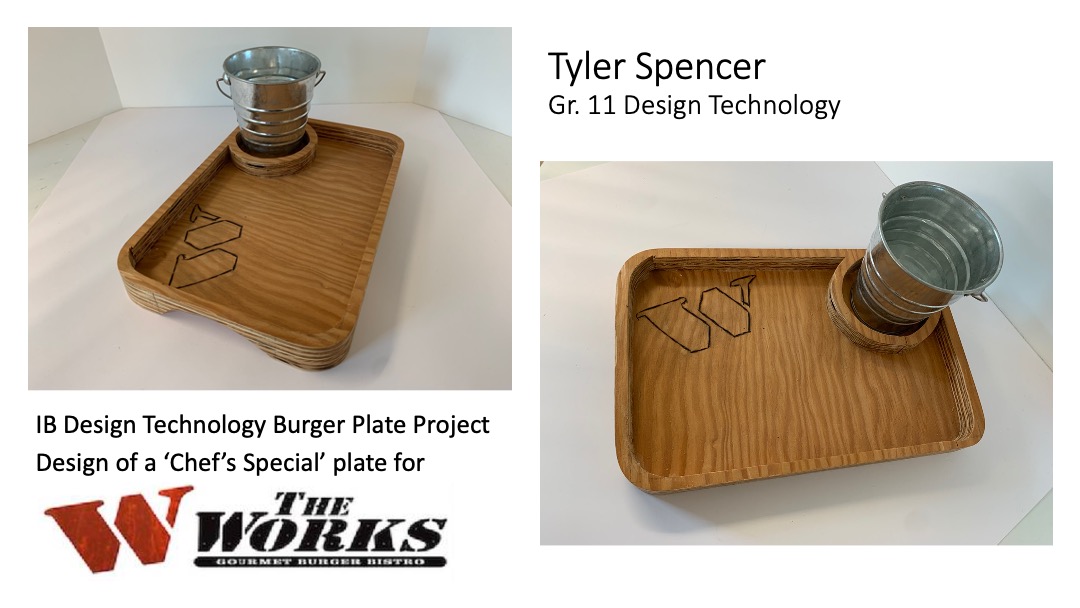 Tyler Spencer
Gr. 11 Design Technology
W
W
IB Design Technology Burger Plate Project
Design of a ‘Chef’s Special’ plate for
W THE
WORKS
GOURMET BURGER BISTRO